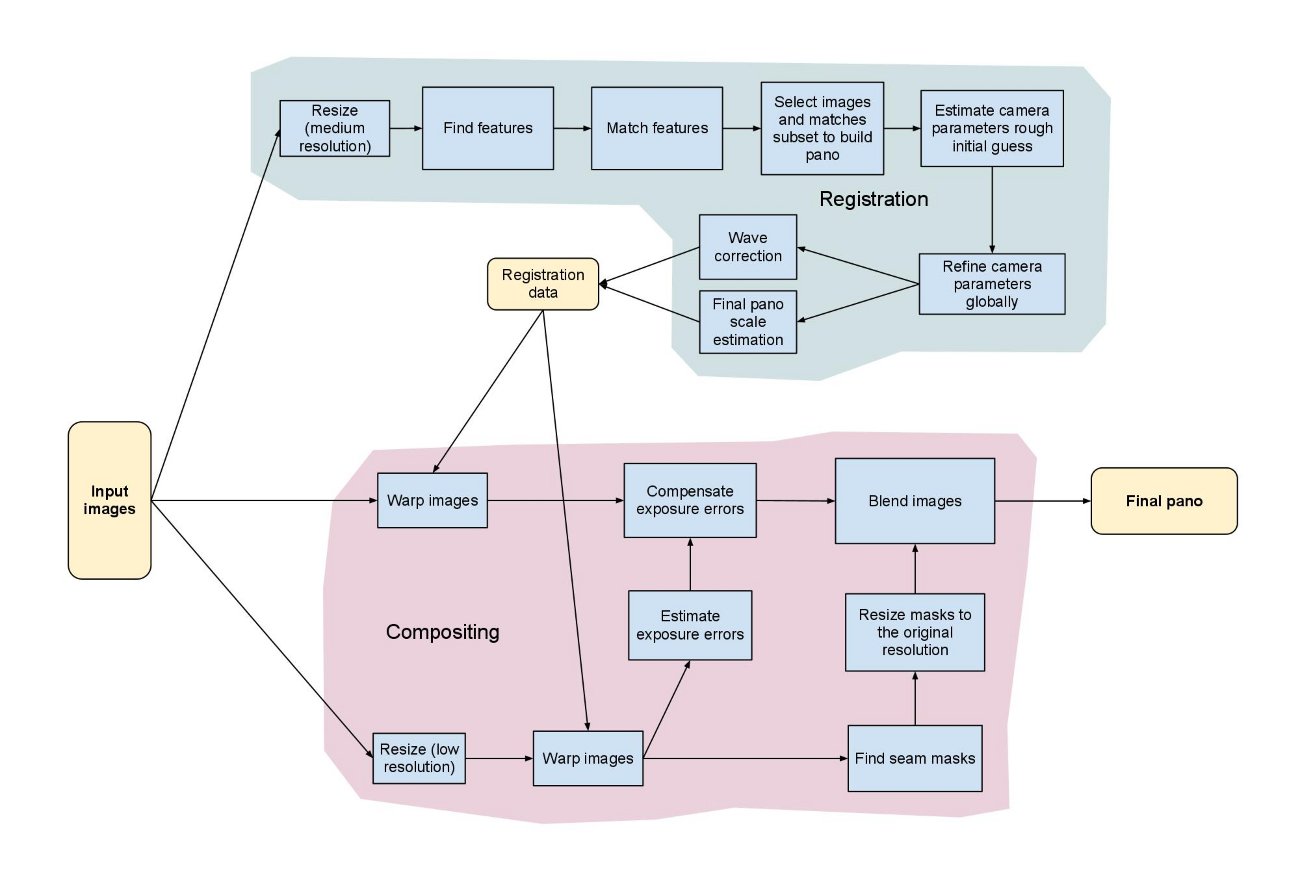 Resize
(medium
resolution)
Find features
Match features
Select images
and matches
subset to build
pano
Estimate camera
parameters rough
initial guess
Registration
Wave
correction
Refine camera
parameters
globally
Registration
data
Final pano
scale
estimation
Input
images
Warp images
Compensate
exposure errors
Blend images
Final pano
Compositing
Estimate
exposure errors
Resize masks to
the original
resolution
Resize (low
resolution)
Warp images
Find seam masks